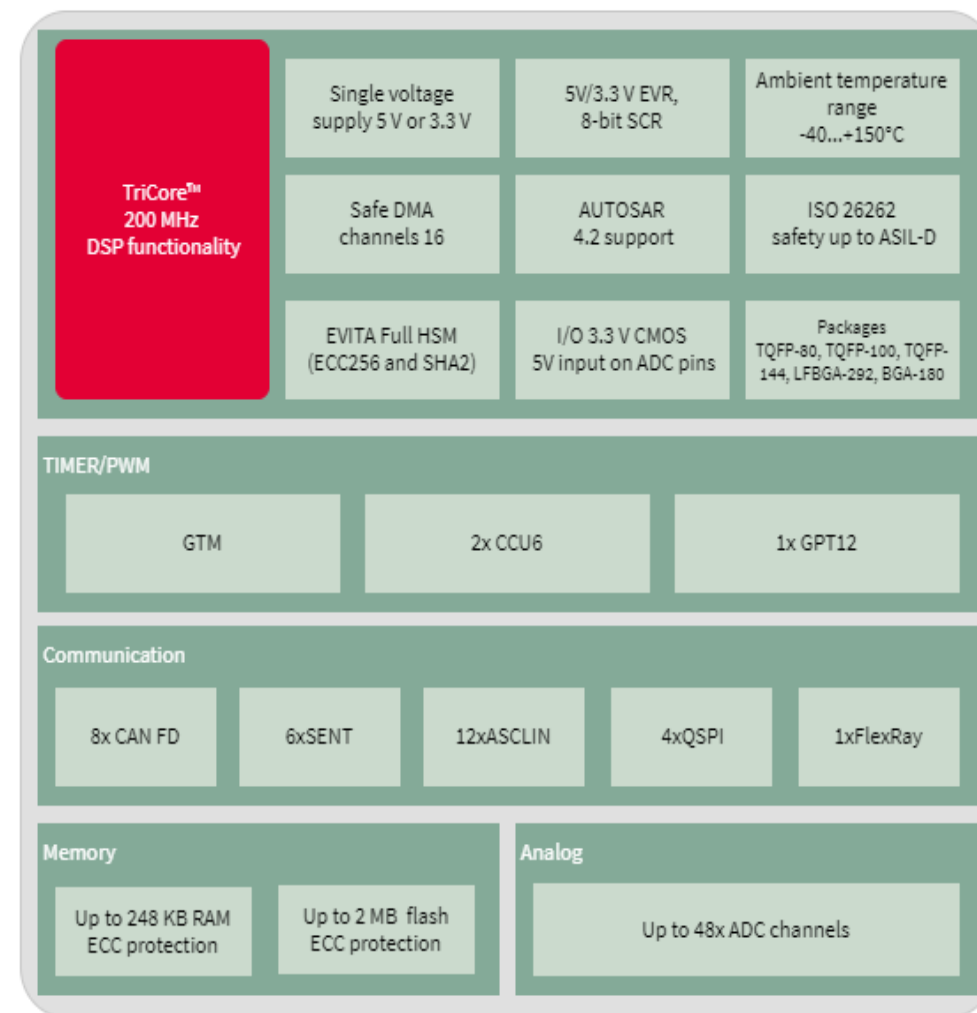 TriCore™
200 MHz
DSP functionality
Single voltage
supply 5 V or 3.3 V
5V/3.3 V EVR,
8-bit SCR
Ambient temperature
range
-40...+150°C
Safe DMA
channels 16
AUTOSAR
4.2 support
ISO 26262
safety up to ASIL-D
EVITA Full HSM
(ECC256 and SHA2)
I/O 3.3 V CMOS
5V input on ADC pins
Packages
TQFP-80, TQFP-100, TQFP-
144, LFBGA-292, BGA-180
TIMER/PWM
GTM
2x CCU6
1x GPT12
Communication
8x CAN FD
6xSENT
12xASCLIN
4xQSPI
1xFlexRay
Memory
Up to 248 KB RAM
ECC protection
Up to 2 MB flash
ECC protection
Analog
Up to 48x ADC channels